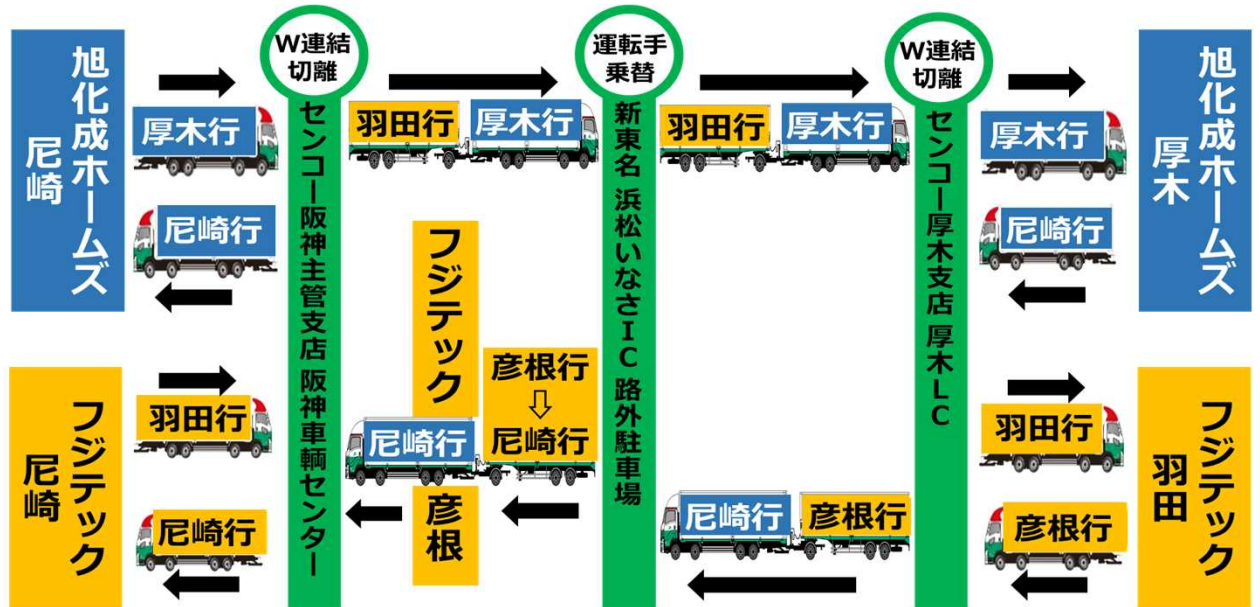 旭化成ホームズ
尼崎
厚木行
尼崎行
フジテック
尼崎
羽田行
尼崎行
W連結
切離
センコー阪神主管支店 阪神車輌センター
羽田行
厚木行
フジテック
彦根
彦根行
⇩
尼崎行
尼崎行
運転手
乗替
新東名 浜松いなさIC 路外駐車場
羽田行
厚木行
尼崎行
彦根行
W連結
切離
センコー厚木支店 厚木LC
厚木行
尼崎行
羽田行
彦根行
旭化成ホームズ
厚木
フジテック
羽田